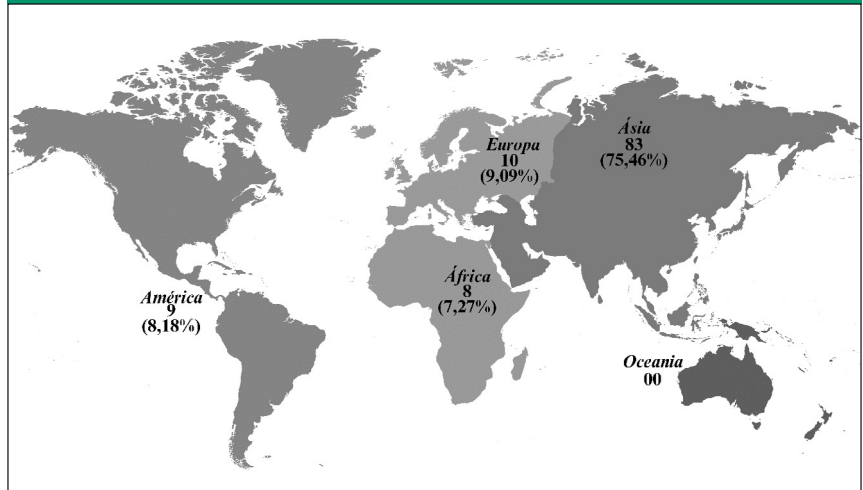 Europa
10
(9,09%)
Ásia
83
(75,46%)
América
9
(8,18%)
África
8
(7,27%)
Oceania
00